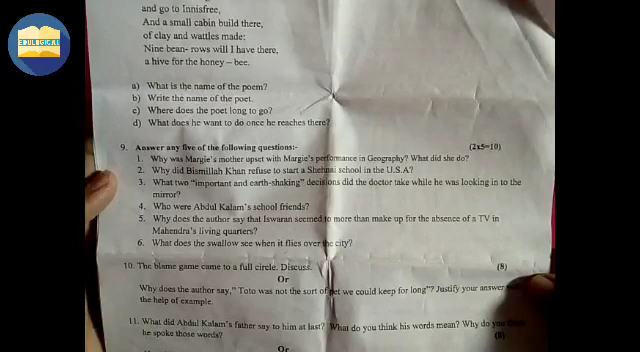 EDULOGICAL
and go to Innisfree,
And a small cabin build there,
of clay and wattles made:
Nine bean- rows will I have there,
a hive for the honey – bee.
a) What is the name of the poem?
b) Write the name of the poet.
c) Where does the poet long to go?
d) What does he want to do once he reaches there?
9. Answer any five of the following questions:- (2x5=10)
1. Why was Margie's mother upset with Margie's performance in Geography? What did she do?
2. Why did Bismillah Khan refuse to start a Shehnai school in the U.S.A?
3. What two "important and earth-shaking" decisions did the doctor take while he was looking in to the
mirror?
4. Who were Abdul Kalam's school friends?
5. Why does the author say that Iswaran seemed to more than make up for the absence of a TV in
Mahendra's living quarters?
6. What does the swallow see when it flies over the city?
10. The blame game came to a full circle. Discuss. (8)
Or
Why does the author say," Toto was not the sort of pet we could keep for long"? Justify your answer
the help of example.
11. What did Abdul Kalam's father say to him at last? What do you think his words mean? Why do you
he spoke those words? (8)
Or